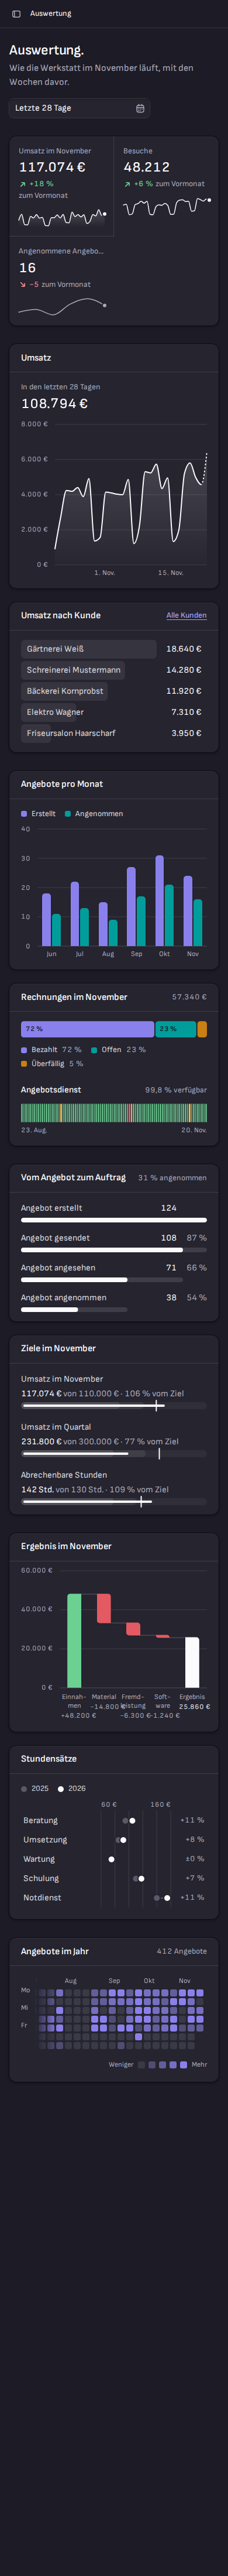 Auswertung
Auswertung.
Wie die Werkstatt im November läuft, mit den
Wochen davor.
Letzte 28 Tage
Umsatz im November
117.074 €
+18 %
zum Vormonat
Besuche
48.212
+6 % zum Vormonat
Angenommene Angebo…
16
−5 zum Vormonat
Umsatz
In den letzten 28 Tagen
108.794 €
8.000 €
6.000 €
4.000 €
2.000 €
0 €
1. Nov.
15. Nov.
Umsatz nach Kunde
Alle Kunden
Gärtnerei Weiß
18.640 €
Schreinerei Mustermann
14.280 €
Bäckerei Kornprobst
11.920 €
Elektro Wagner
7.310 €
Friseursalon Haarscharf
3.950 €
Angebote pro Monat
Erstellt
Angenommen
40
30
20
10
0
Jun
Jul
Aug
Sep
Okt
Nov
Rechnungen im November
57.340 €
72 %
23 %
Bezahlt 72 %
Offen 23 %
Überfällig 5 %
Angebotsdienst
99,8 % verfügbar
23. Aug.
20. Nov.
Vom Angebot zum Auftrag
31 % angenommen
Angebot erstellt
124
Angebot gesendet
108
87 %
Angebot angesehen
71
66 %
Angebot angenommen
38
54 %
Ziele im November
Umsatz im November
117.074 € von 110.000 € · 106 % vom Ziel
Umsatz im Quartal
231.800 € von 300.000 € · 77 % vom Ziel
Abrechenbare Stunden
142 Std. von 130 Std. · 109 % vom Ziel
Ergebnis im November
60.000 €
40.000 €
20.000 €
0 €
Einnah-
men
+48.200 €
Material
−14.800 €
Fremd-
leistung
−6.300 €
Soft-
ware
−1.240 €
Ergebnis
25.860 €
Stundensätze
2025
2026
60 €
160 €
Beratung
+11 %
Umsetzung
+8 %
Wartung
±0 %
Schulung
+7 %
Notdienst
+11 %
Angebote im Jahr
412 Angebote
Aug
Sep
Okt
Nov
Mo
Mi
Fr
Weniger
Mehr